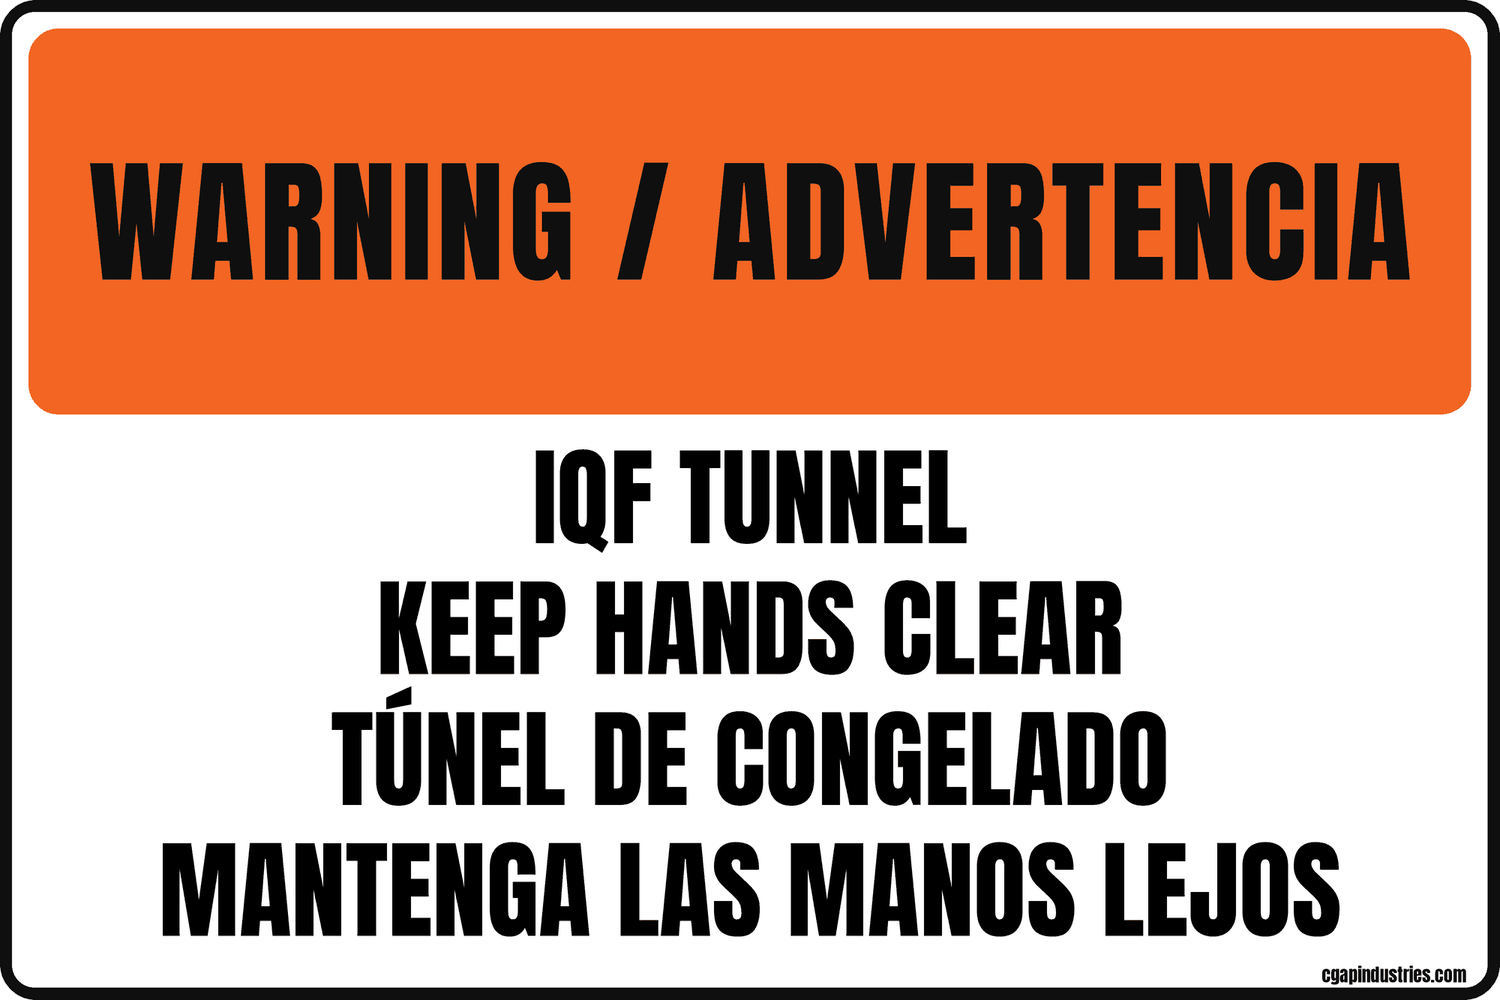 WARNING / ADVERTENCIA
IQF TUNNEL
KEEP HANDS CLEAR
TÚNEL DE CONGELADO
MANTENGA LAS MANOS LEJOS
cgapindustries.com